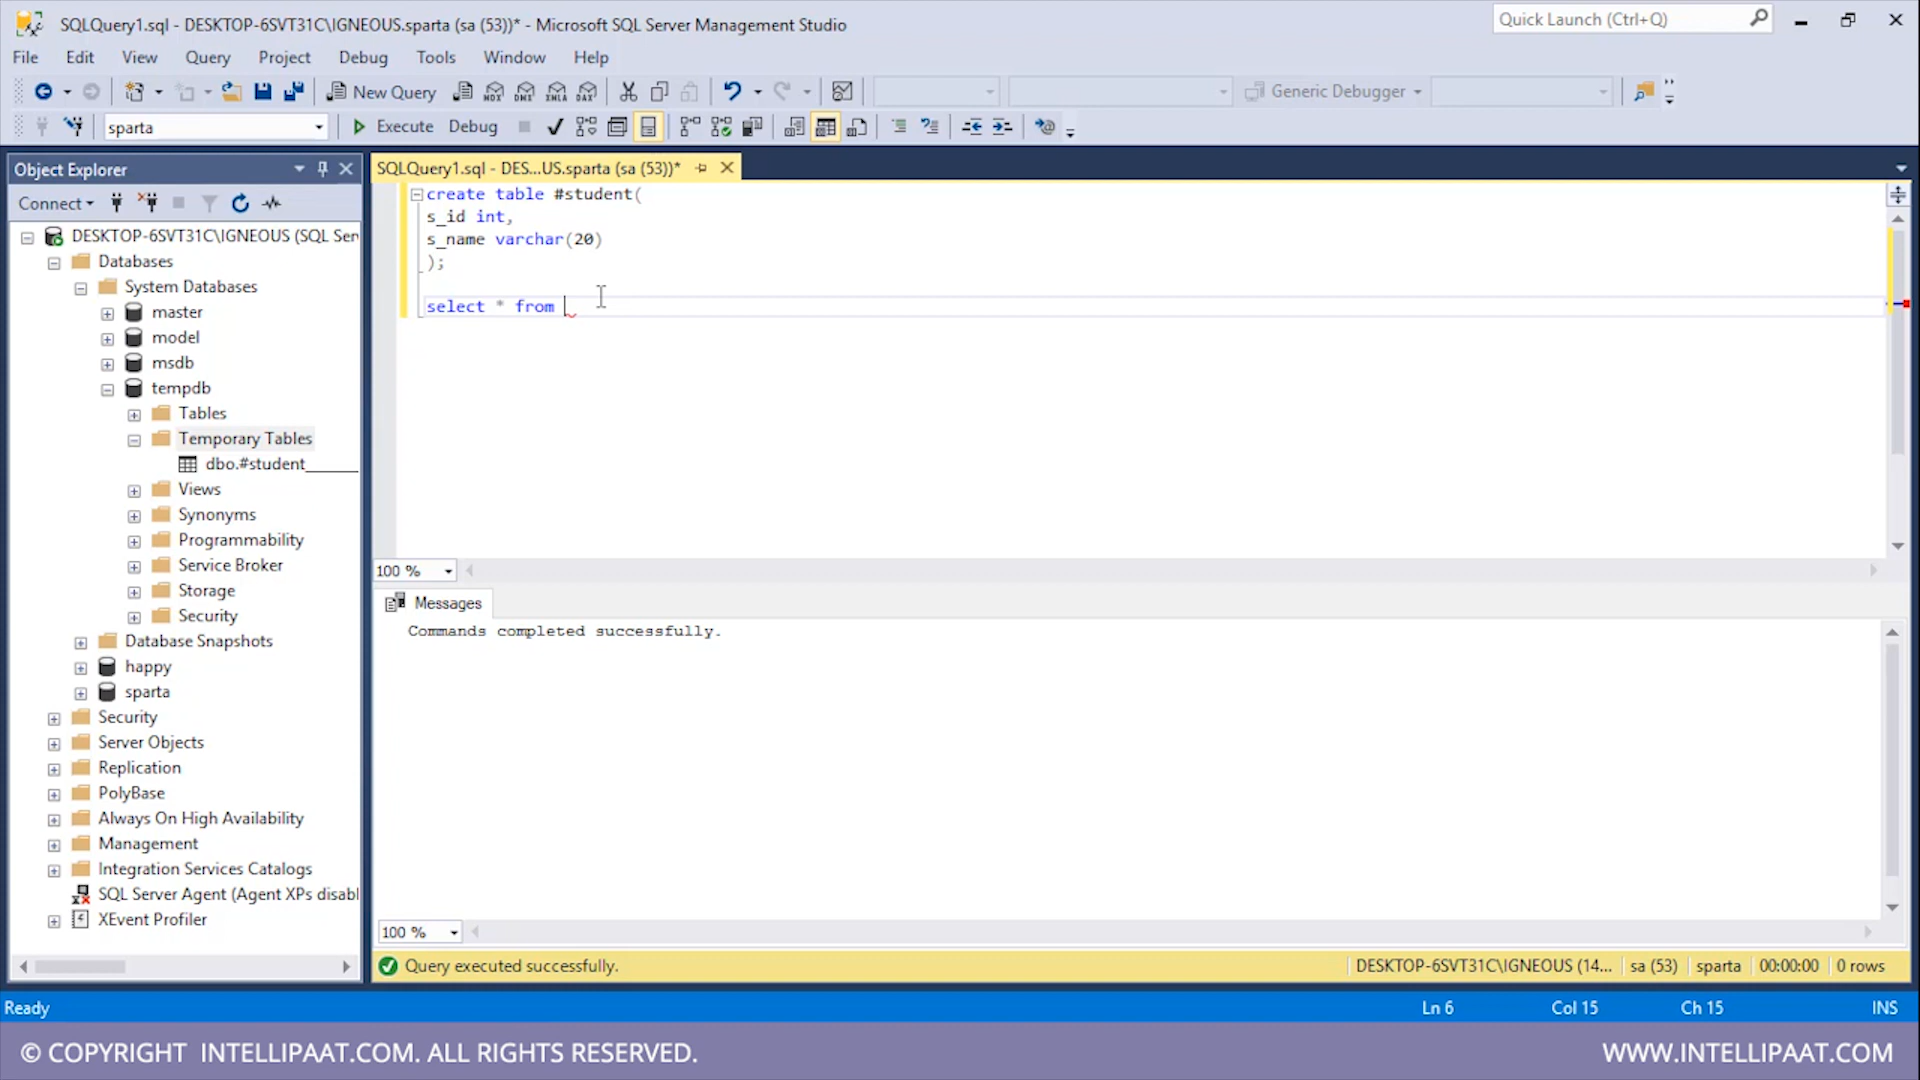 SQLQuery1.sql - DESKTOP-6SVT31C\IGNEOUS.sparta (sa (53))* - Microsoft SQL Server Management Studio
Quick Launch (Ctrl+Q)
File Edit View Query Project Debug Tools Window Help
New Query MDX DMX XMLA DAX Generic Debugger
sparta Execute Debug
Object Explorer
Connect
DESKTOP-6SVT31C\IGNEOUS (SQL Ser
Databases
System Databases
master
model
msdb
tempdb
Tables
Temporary Tables
dbo.#student______
Views
Synonyms
Programmability
Service Broker
Storage
Security
Database Snapshots
happy
sparta
Security
Server Objects
Replication
PolyBase
Always On High Availability
Management
Integration Services Catalogs
SQL Server Agent (Agent XPs disabl
XEvent Profiler
SQLQuery1.sql - DES...US.sparta (sa (53))*
create table #student(
s_id int,
s_name varchar(20)
);
select * from
100 %
Messages
Commands completed successfully.
100 %
Query executed successfully. DESKTOP-6SVT31C\IGNEOUS (14... sa (53) sparta 00:00:00 0 rows
Ready Ln 6 Col 15 Ch 15 INS
© COPYRIGHT INTELLIPAAT.COM. ALL RIGHTS RESERVED. WWW.INTELLIPAAT.COM